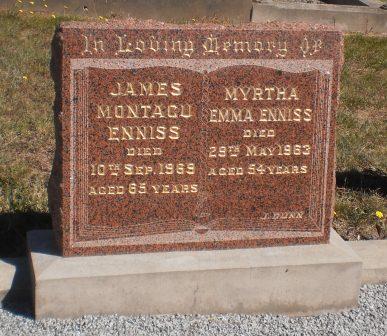 In Loving Memory Of
JAMES
MONTAGU
ENNISS
DIED
10TH SEP. 1969
AGED 65 YEARS
MYRTHA
EMMA ENNISS
DIED
29TH MAY 1963
AGED 54 YEARS
J. DUNN